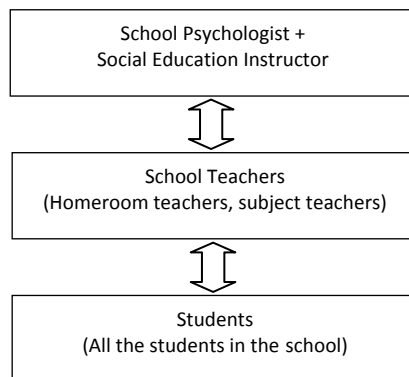 School Psychologist +
Social Education Instructor
School Teachers
(Homeroom teachers, subject teachers)
Students
(All the students in the school)